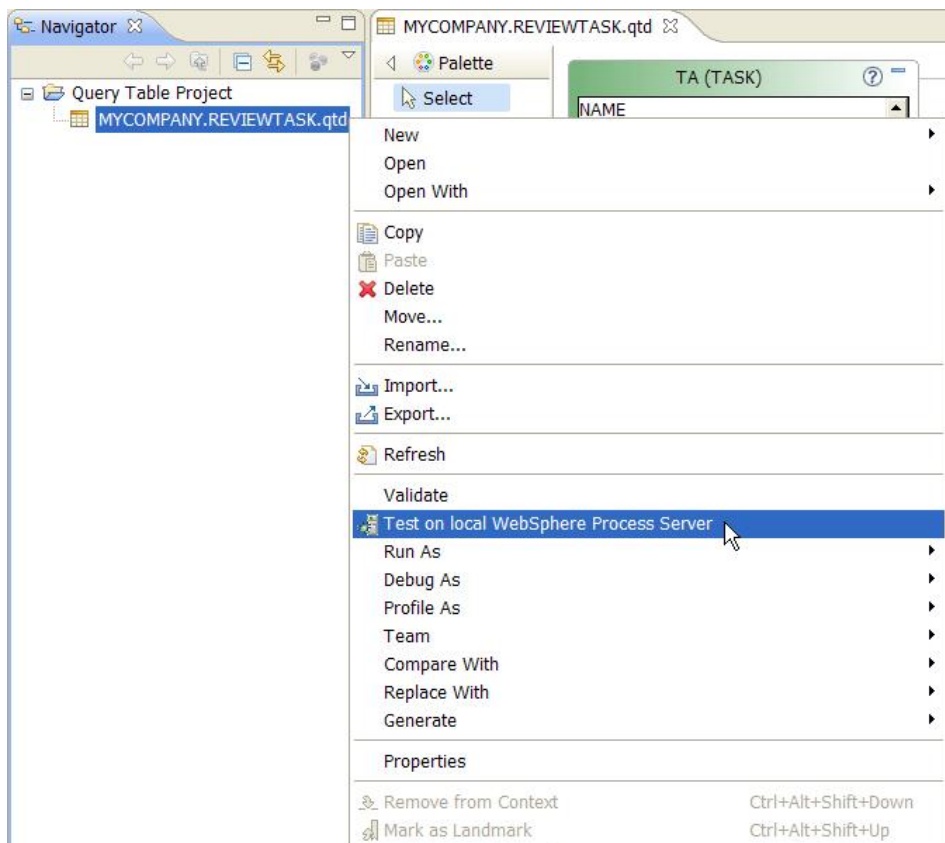 Navigator
MYCOMPANY.REVIEWTASK.qtd
Palette
Select
TA (TASK)
NAME
Query Table Project
MYCOMPANY.REVIEWTASK.qtd
New
Open
Open With
Copy
Paste
Delete
Move...
Rename...
Import...
Export...
Refresh
Validate
Test on local WebSphere Process Server
Run As
Debug As
Profile As
Team
Compare With
Replace With
Generate
Properties
Remove from Context Ctrl+Alt+Shift+Down
Mark as Landmark Ctrl+Alt+Shift+Up